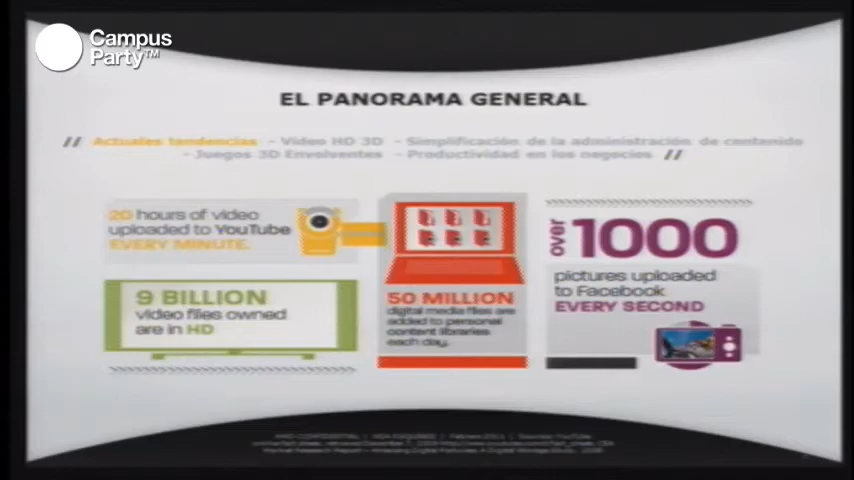 Campus
Party™
EL PANORAMA GENERAL
// Actuales tendencias - Video HD 3D - Simplificación de la administración de contenido
- Juegos 3D Envolventes - Productividad en los negocios //
20 hours of video
uploaded to YouTube
EVERY MINUTE.
9 BILLION
video files owned
are in HD
50 MILLION
digital media files are
added to personal
content libraries
each day.
over 1000
pictures uploaded
to Facebook
EVERY SECOND